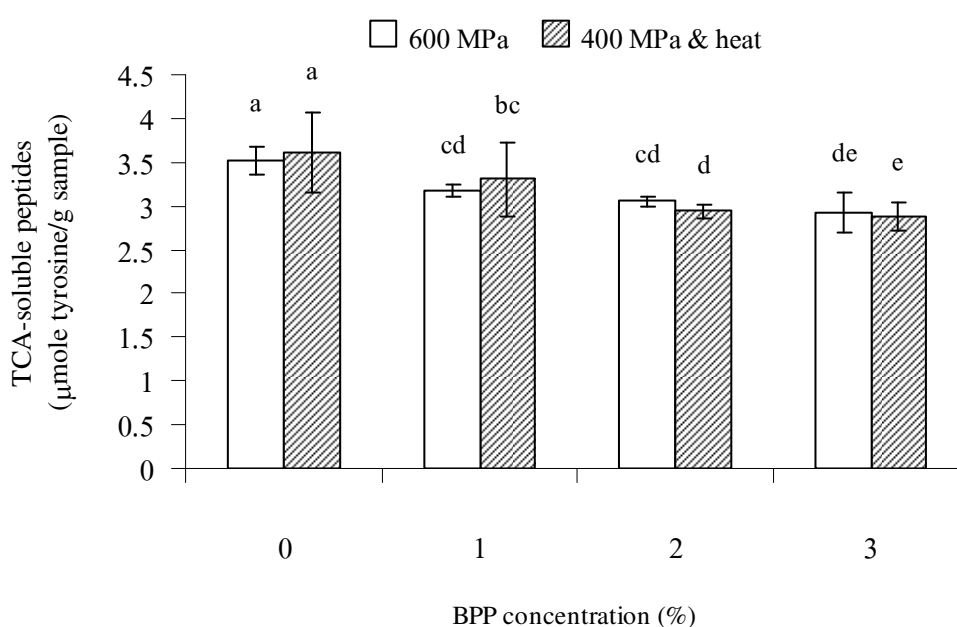 600 MPa 400 MPa & heat
TCA-soluble peptides
(μmole tyrosine/g sample)
4.5
4
3.5
3
2.5
2
1.5
1
0.5
0
a a cd bc cd d de e
0 1 2 3
BPP concentration (%)